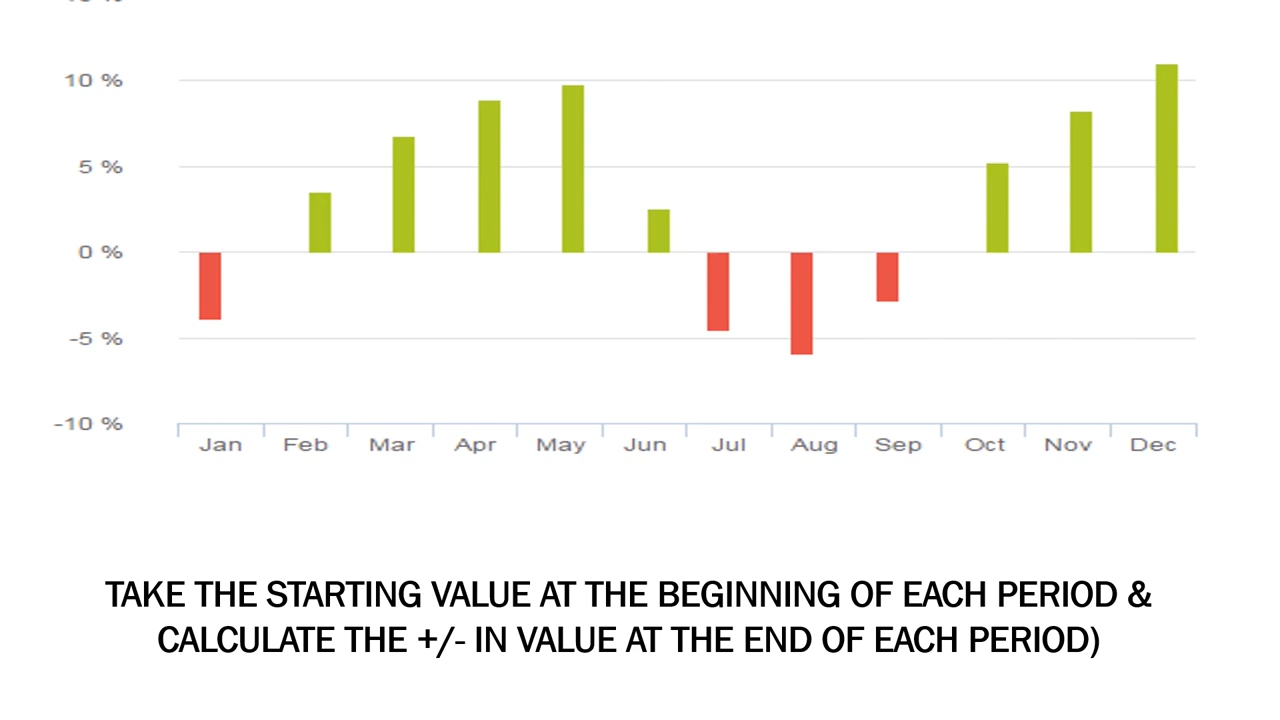 10 %
5 %
0 %
-5 %
-10 %
Jan Feb Mar Apr May Jun Jul Aug Sep Oct Nov Dec
TAKE THE STARTING VALUE AT THE BEGINNING OF EACH PERIOD &
CALCULATE THE +/- IN VALUE AT THE END OF EACH PERIOD)